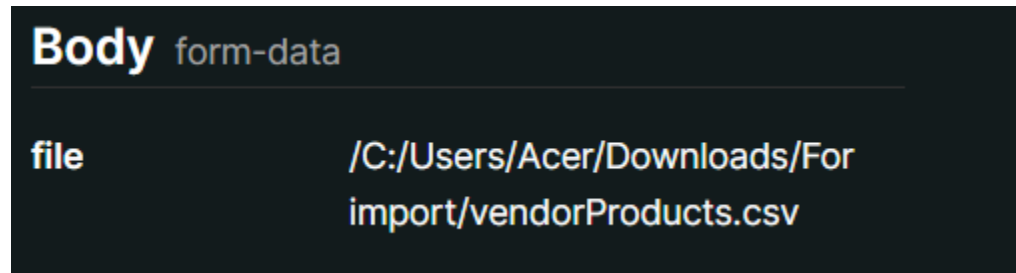 Body form-data
file /C:/Users/Acer/Downloads/For
import/vendorProducts.csv